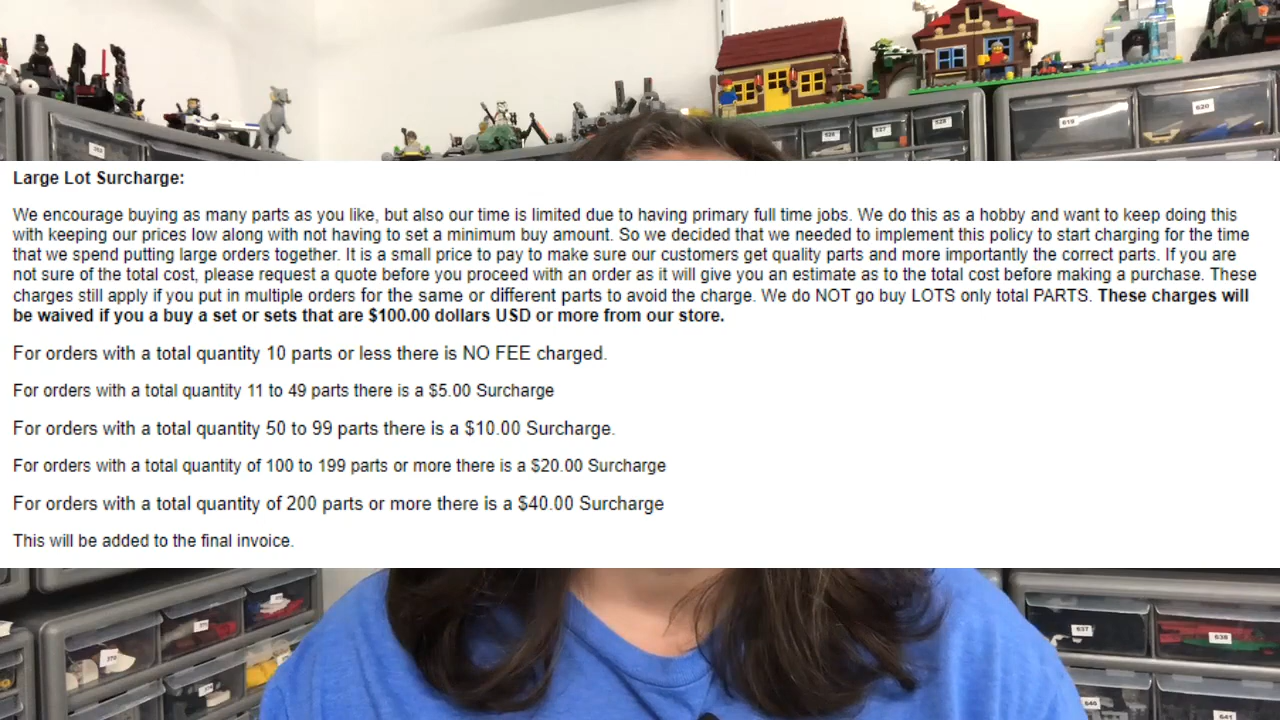 Large Lot Surcharge:
We encourage buying as many parts as you like, but also our time is limited due to having primary full time jobs. We do this as a hobby and want to keep doing this
with keeping our prices low along with not having to set a minimum buy amount. So we decided that we needed to implement this policy to start charging for the time
that we spend putting large orders together. It is a small price to pay to make sure our customers get quality parts and more importantly the correct parts. If you are
not sure of the total cost, please request a quote before you proceed with an order as it will give you an estimate as to the total cost before making a purchase. These
charges still apply if you put in multiple orders for the same or different parts to avoid the charge. We do NOT go buy LOTS only total PARTS. These charges will
be waived if you a buy a set or sets that are $100.00 dollars USD or more from our store.
For orders with a total quantity 10 parts or less there is NO FEE charged.
For orders with a total quantity 11 to 49 parts there is a $5.00 Surcharge
For orders with a total quantity 50 to 99 parts there is a $10.00 Surcharge.
For orders with a total quantity of 100 to 199 parts or more there is a $20.00 Surcharge
For orders with a total quantity of 200 parts or more there is a $40.00 Surcharge
This will be added to the final invoice.
619
620
637
638
640
641